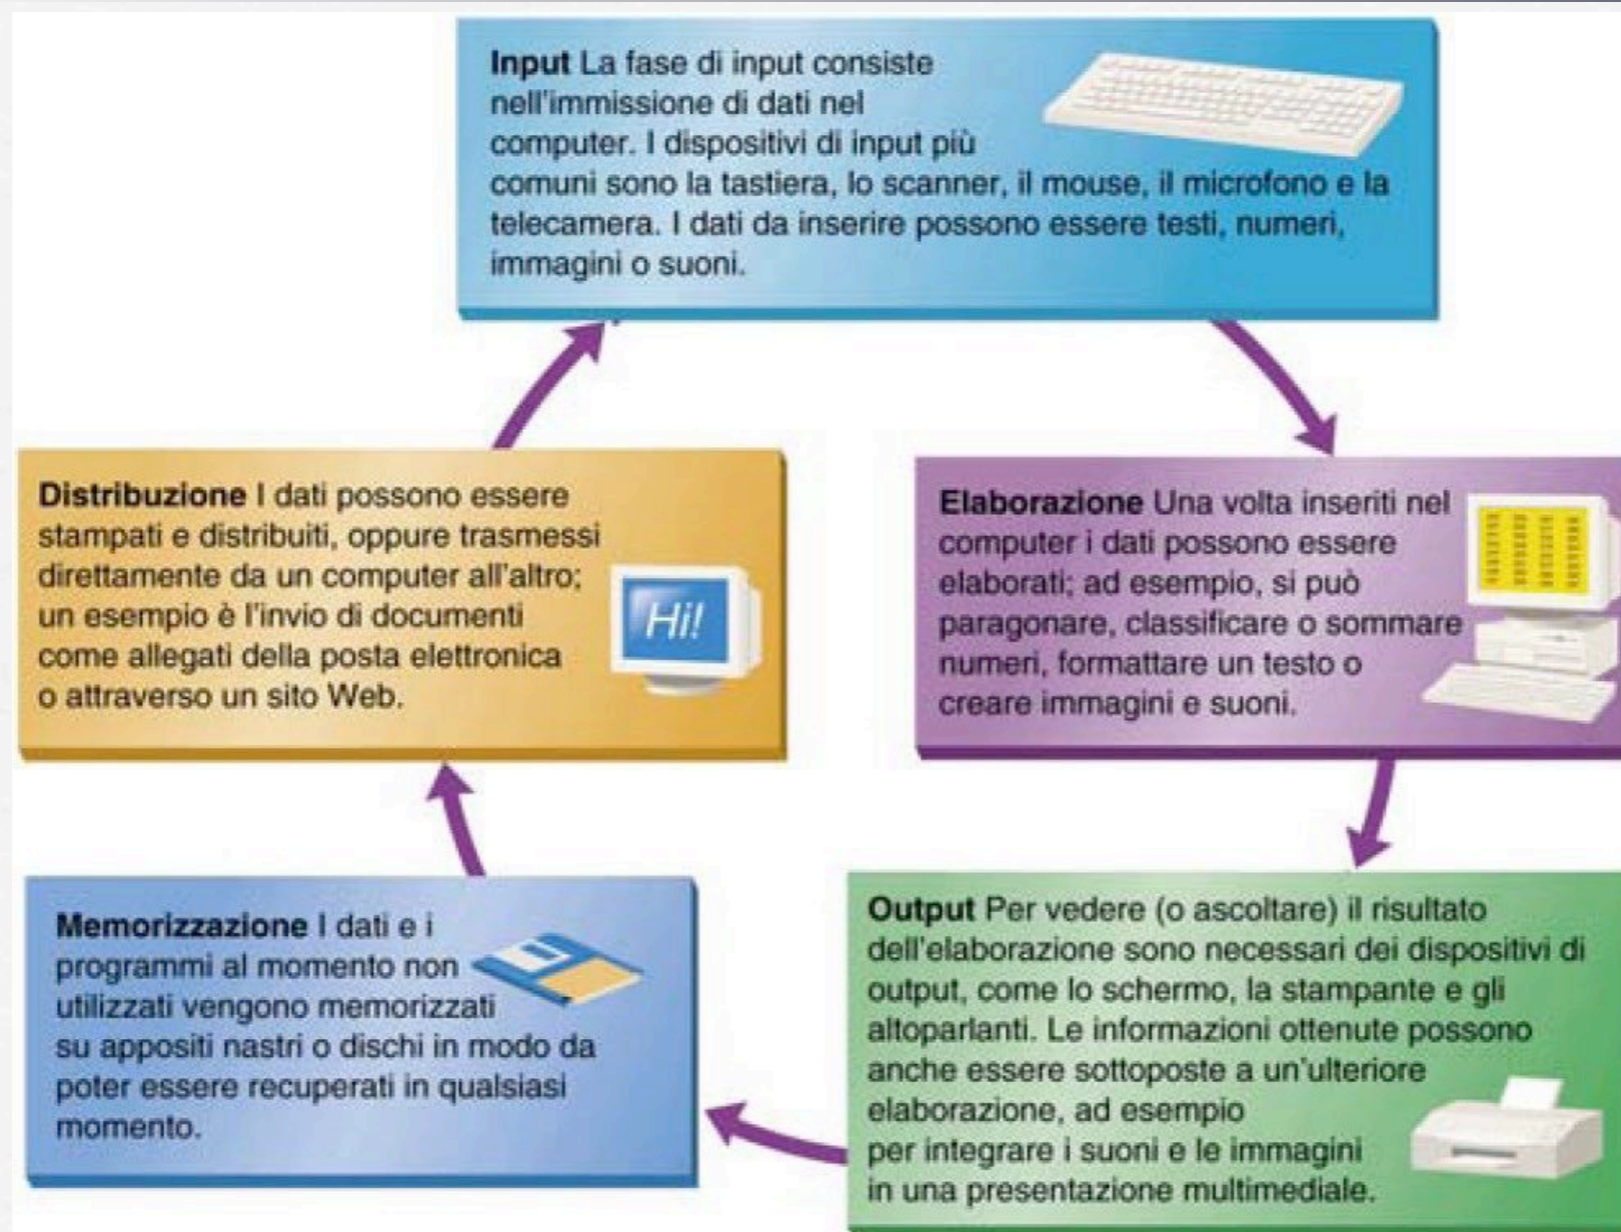 Input La fase di input consiste
nell'immissione di dati nel
computer. I dispositivi di input più
comuni sono la tastiera, lo scanner, il mouse, il microfono e la
telecamera. I dati da inserire possono essere testi, numeri,
immagini o suoni.
Elaborazione Una volta inseriti nel
computer i dati possono essere
elaborati; ad esempio, si può
paragonare, classificare o sommare
numeri, formattare un testo o
creare immagini e suoni.
Output Per vedere (o ascoltare) il risultato
dell'elaborazione sono necessari dei dispositivi di
output, come lo schermo, la stampante e gli
altoparlanti. Le informazioni ottenute possono
anche essere sottoposte a un'ulteriore
elaborazione, ad esempio
per integrare i suoni e le immagini
in una presentazione multimediale.
Memorizzazione I dati e i
programmi al momento non
utilizzati vengono memorizzati
su appositi nastri o dischi in modo da
poter essere recuperati in qualsiasi
momento.
Distribuzione I dati possono essere
stampati e distribuiti, oppure trasmessi
direttamente da un computer all'altro;
un esempio è l'invio di documenti
come allegati della posta elettronica
o attraverso un sito Web.
Hi!